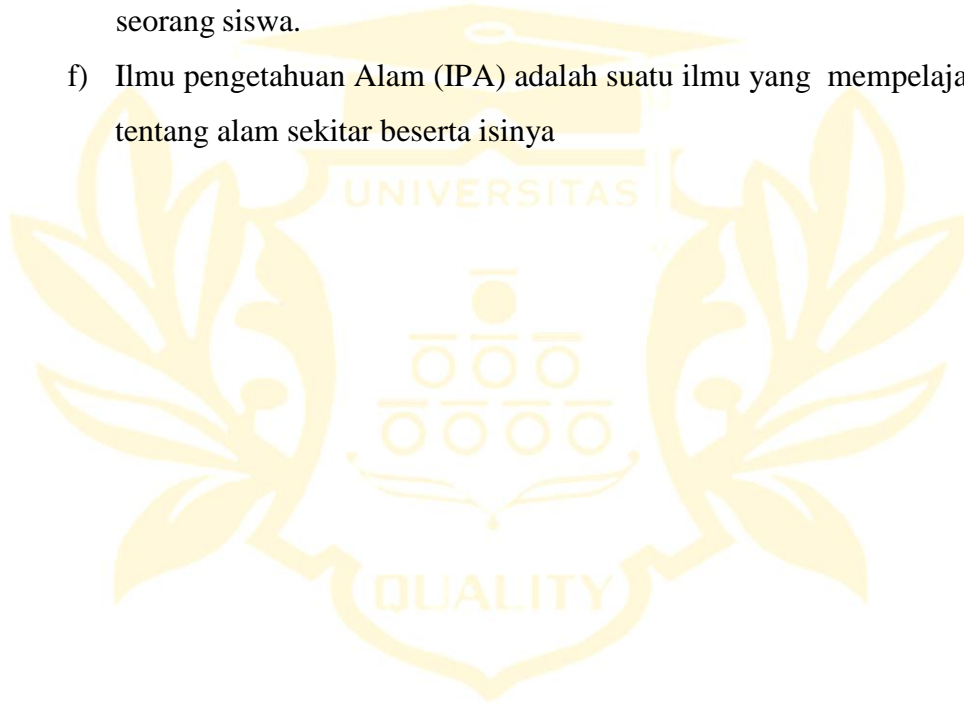 seorang siswa.
f) Ilmu pengetahuan Alam (IPA) adalah suatu ilmu yang mempelaja
tentang alam sekitar beserta isinya
UNIVERSITAS
QUALITY